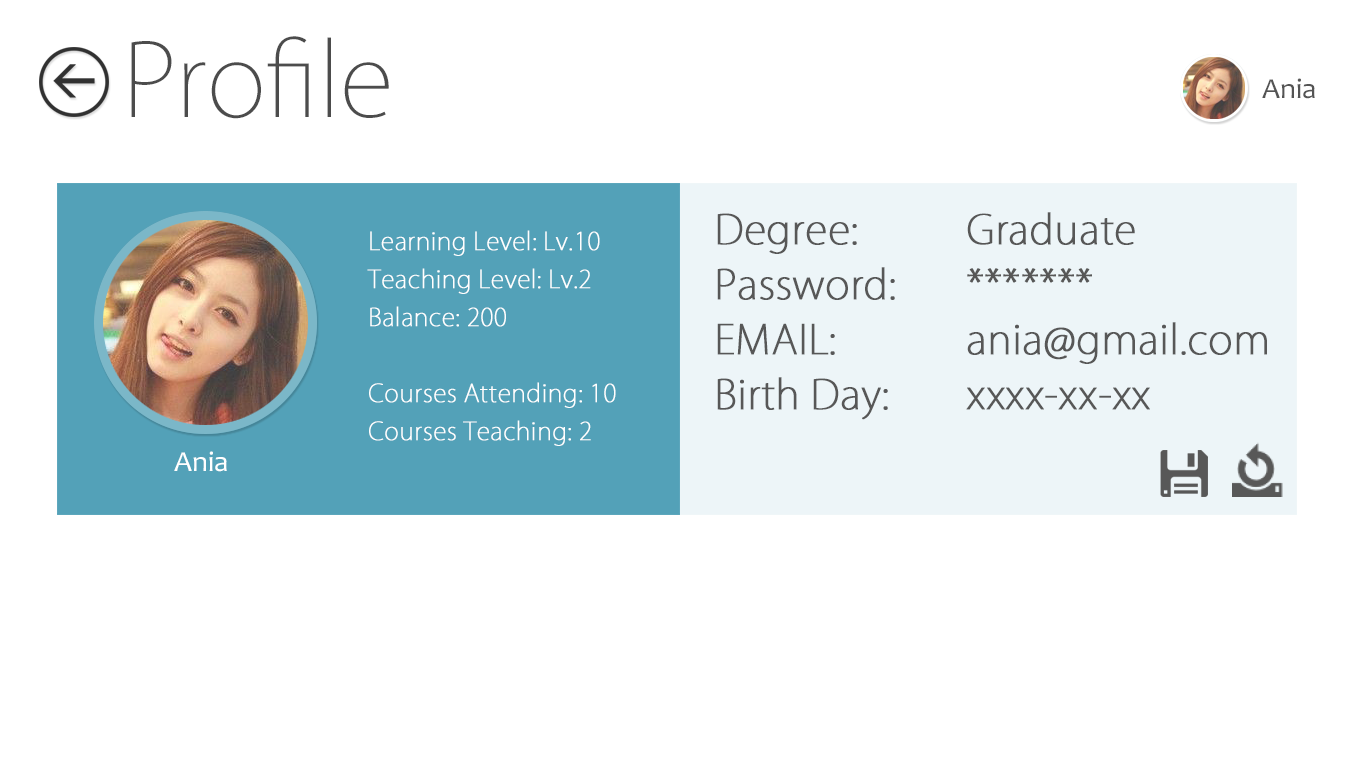 Profile
Ania
Learning Level: Lv.10
Teaching Level: Lv.2
Balance: 200
Courses Attending: 10
Courses Teaching: 2
Ania
Degree: Graduate
Password: *******
EMAIL: ania@gmail.com
Birth Day: xxxx-xx-xx